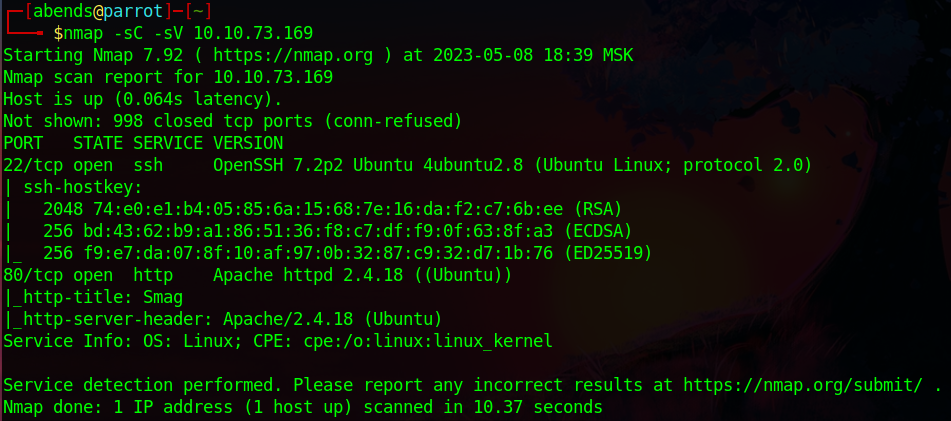 ┌─[abends@parrot]─[~]
└──╼ $nmap -sC -sV 10.10.73.169
Starting Nmap 7.92 ( https://nmap.org ) at 2023-05-08 18:39 MSK
Nmap scan report for 10.10.73.169
Host is up (0.064s latency).
Not shown: 998 closed tcp ports (conn-refused)
PORT   STATE SERVICE VERSION
22/tcp open  ssh     OpenSSH 7.2p2 Ubuntu 4ubuntu2.8 (Ubuntu Linux; protocol 2.0)
| ssh-hostkey:
|   2048 74:e0:e1:b4:05:85:6a:15:68:7e:16:da:f2:c7:6b:ee (RSA)
|   256 bd:43:62:b9:a1:86:51:36:f8:c7:df:f9:0f:63:8f:a3 (ECDSA)
|_  256 f9:e7:da:07:8f:10:af:97:0b:32:87:c9:32:d7:1b:76 (ED25519)
80/tcp open  http    Apache httpd 2.4.18 ((Ubuntu))
|_http-title: Smag
|_http-server-header: Apache/2.4.18 (Ubuntu)
Service Info: OS: Linux; CPE: cpe:/o:linux:linux_kernel

Service detection performed. Please report any incorrect results at https://nmap.org/submit/ .
Nmap done: 1 IP address (1 host up) scanned in 10.37 seconds